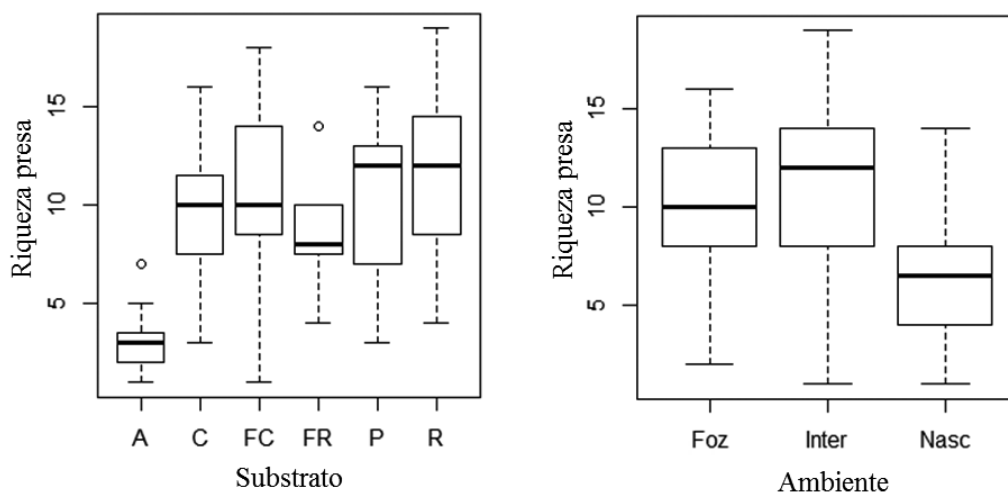 Riqueza presa
15
10
5
A C FC FR P R
Substrato
Riqueza presa
15
10
5
Foz Inter Nasc
Ambiente